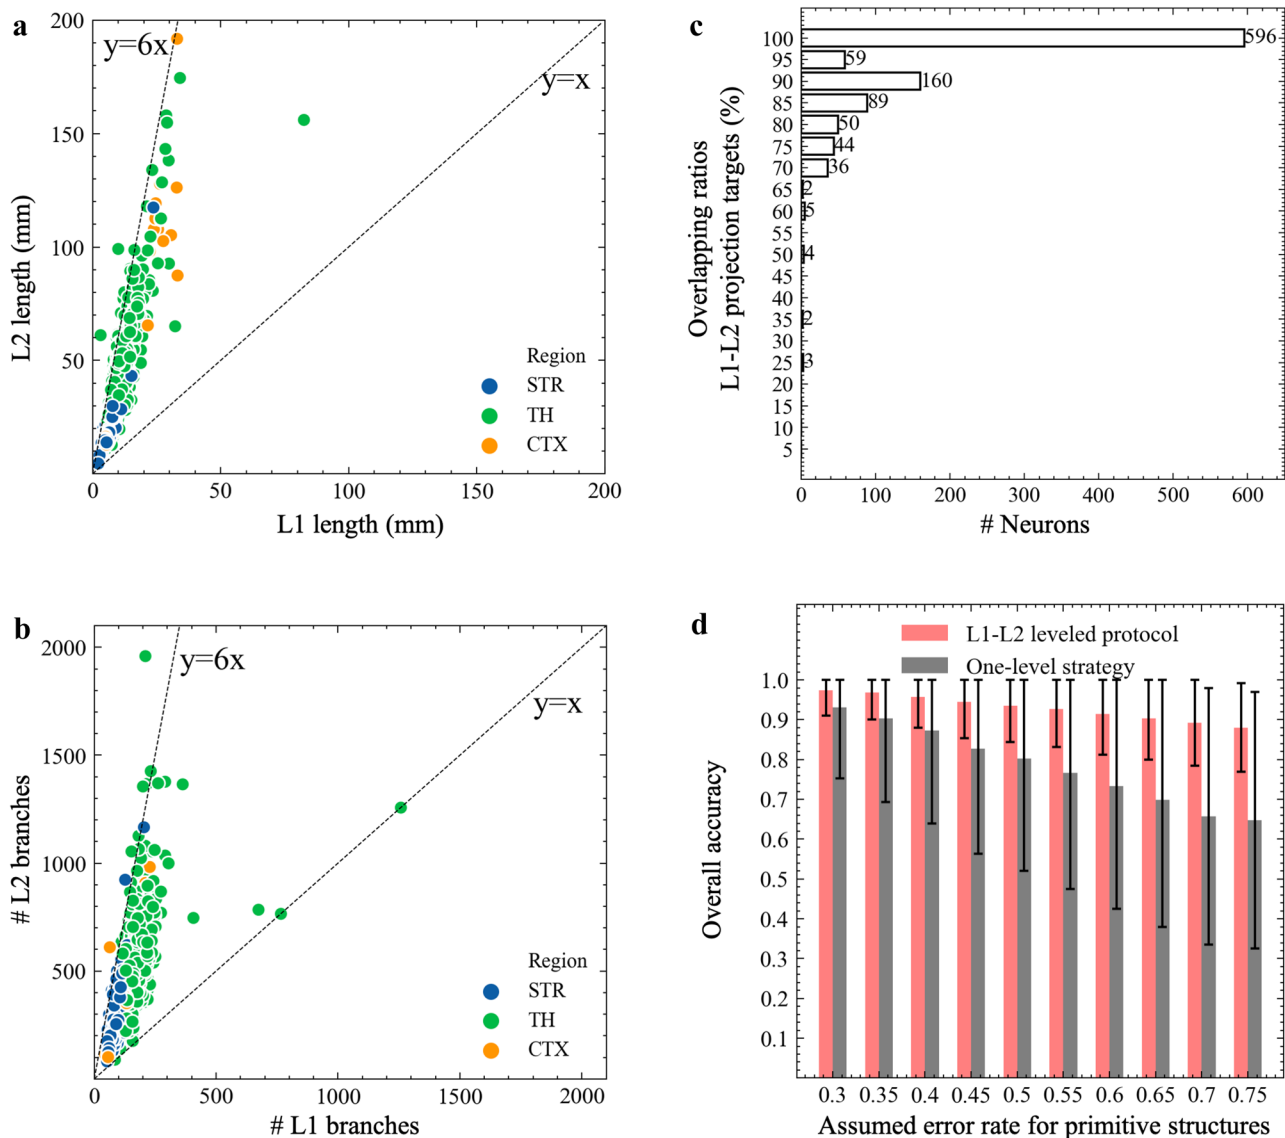 a
200
150
100
50
0
50
100
150
200
L2 length (mm)
L1 length (mm)
y=6x
y=x
Region
STR
TH
CTX
c
100
95
90
85
80
75
70
65
60
50
45
35
30
25
20
15
10
5
596
59
160
89
50
44
36
2
5
4
2
3
Overlapping ratios
L1-L2 projection targets (%)
0
100
200
300
400
500
600
# Neurons
b
2000
1500
1000
500
0
500
1000
1500
2000
# L2 branches
# L1 branches
y=6x
y=x
Region
STR
TH
CTX
d
L1-L2 leveled protocol
One-level strategy
1.0
0.9
0.8
0.7
0.6
0.5
0.4
0.3
0.2
0.1
Overall accuracy
0.3
0.35
0.4
0.45
0.5
0.55
0.6
0.65
0.7
0.75
Assumed error rate for primitive structures